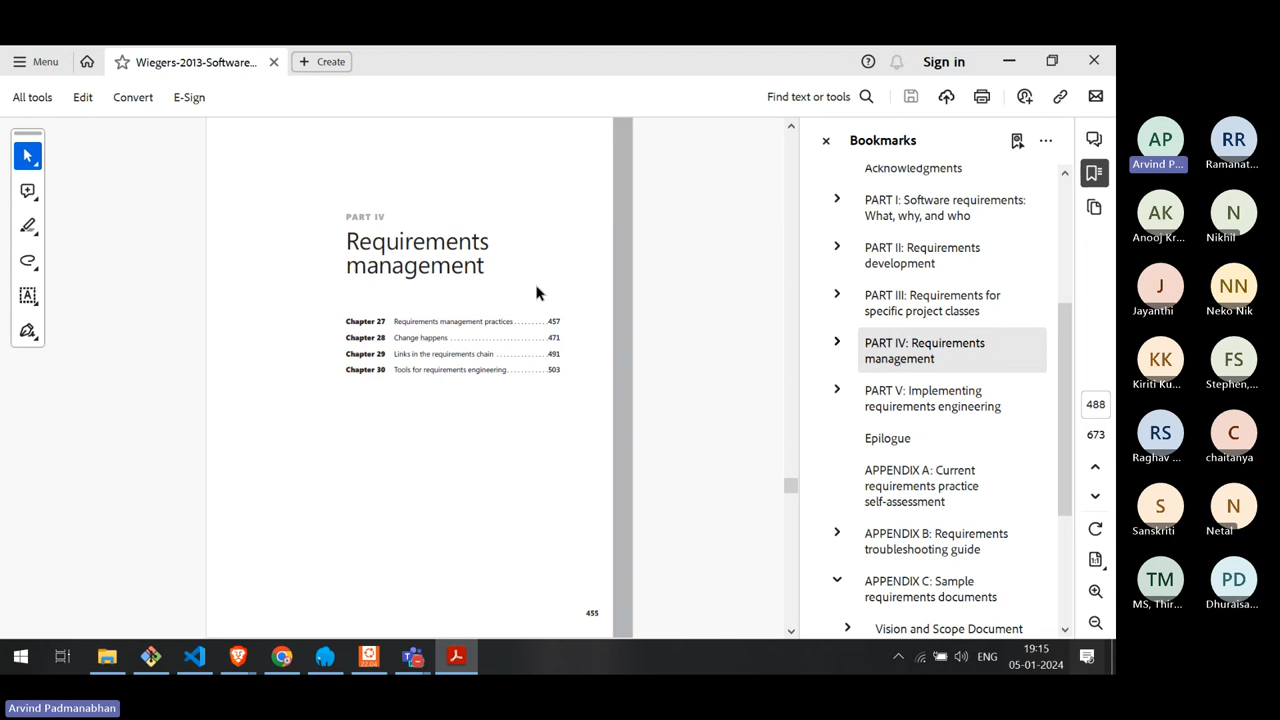 Menu
Wiegers-2013-Software...
Create
Sign in
All tools
Edit
Convert
E-Sign
Find text or tools
PART IV
Requirements
management
Chapter 27 Requirements management practices.........457
Chapter 28 Change happens ......................471
Chapter 29 Links in the requirements chain .............491
Chapter 30 Tools for requirements engineering...........503
455
Bookmarks
Acknowledgments
PART I: Software requirements:
What, why, and who
PART II: Requirements
development
PART III: Requirements for
specific project classes
PART IV: Requirements
management
PART V: Implementing
requirements engineering
Epilogue
APPENDIX A: Current
requirements practice
self-assessment
APPENDIX B: Requirements
troubleshooting guide
APPENDIX C: Sample
requirements documents
Vision and Scope Document
488
673
AP
Arvind P...
RR
Ramanat...
AK
Anooj Kr...
N
Nikhil
J
Jayanthi
NN
Neko Nik
KK
Kiriti Ku...
FS
Stephen,...
RS
Raghav ...
C
chaitanya
S
Sanskriti
N
Netal
TM
MS, Thir...
PD
Dhuraisa...
22.04
ENG
19:15
05-01-2024
Arvind Padmanabhan